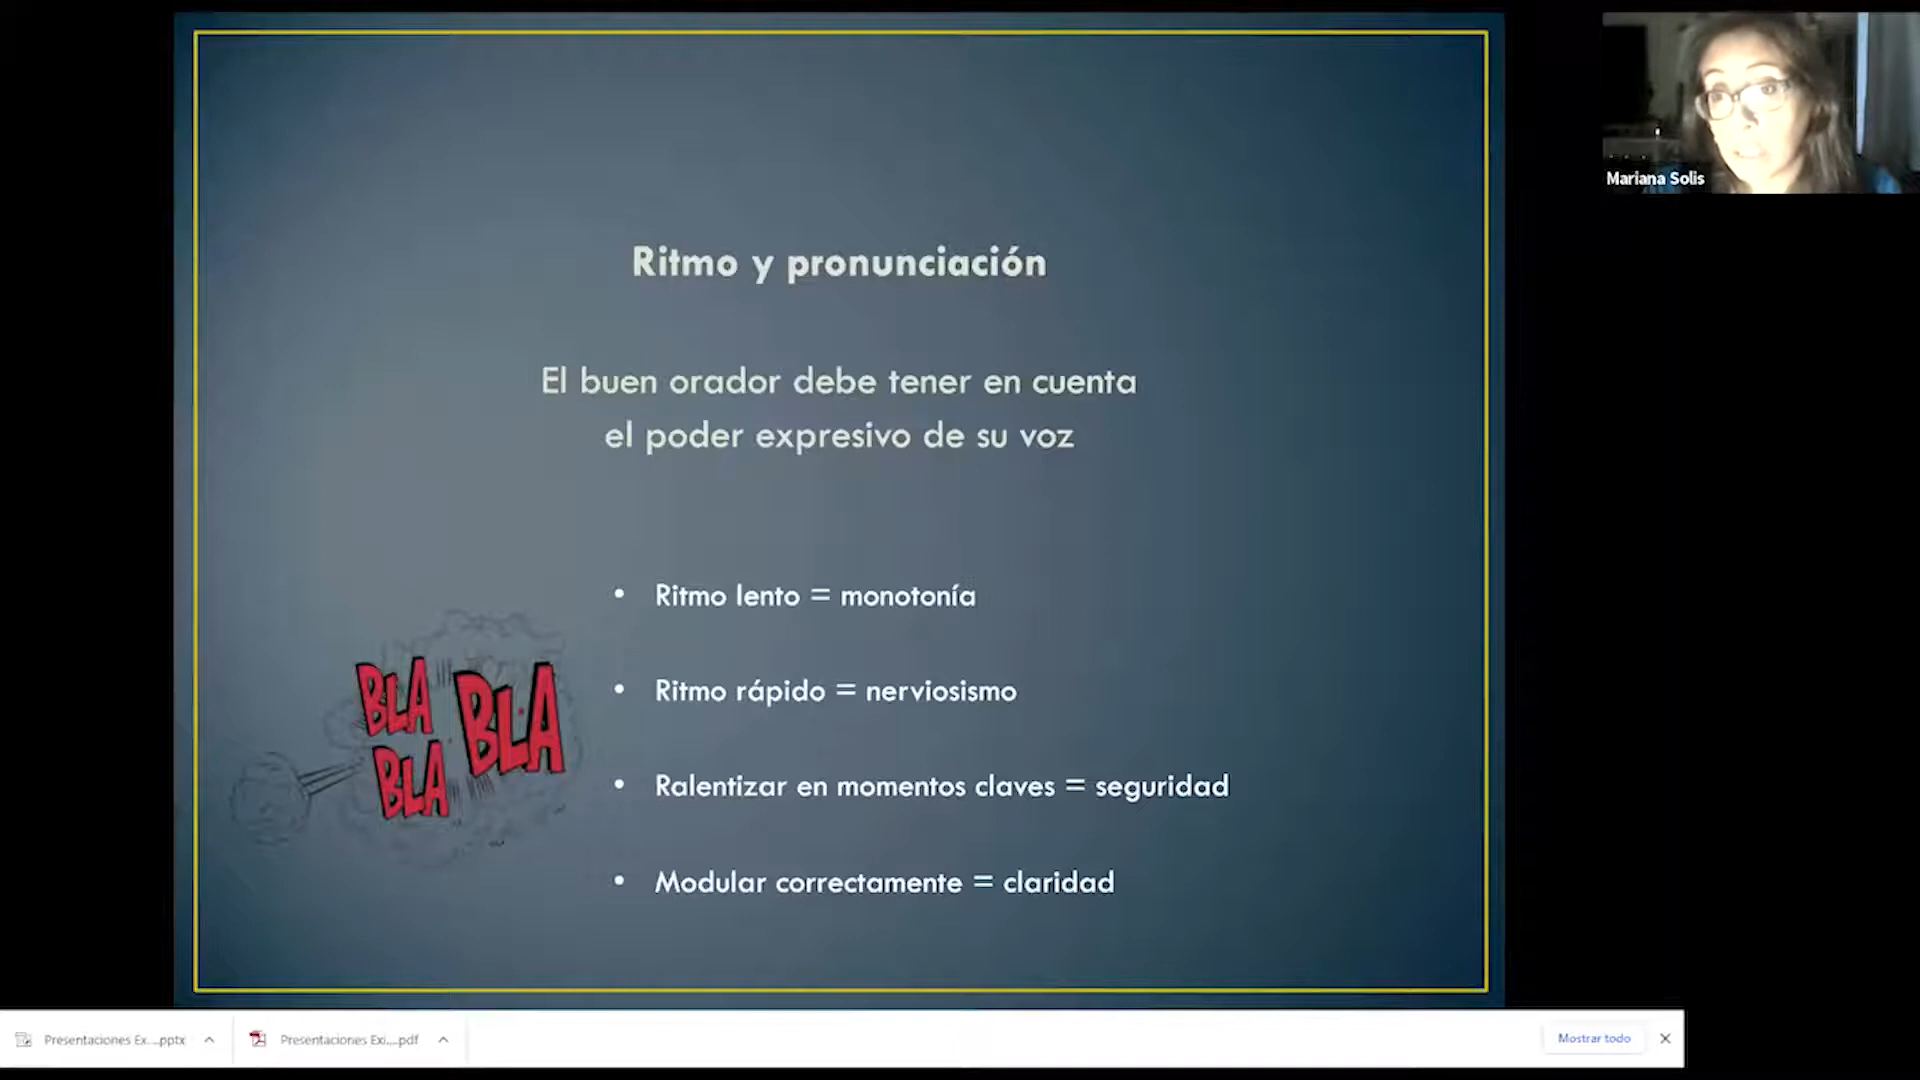 Mariana Solis
Ritmo y pronunciación
El buen orador debe tener en cuenta
el poder expresivo de su voz
• Ritmo lento = monotonía
• Ritmo rápido = nerviosismo
• Ralentizar en momentos claves = seguridad
• Modular correctamente = claridad
BLA
BLA
BLA
Presentaciones Ex....pptx
Presentaciones Exi....pdf
Mostrar todo